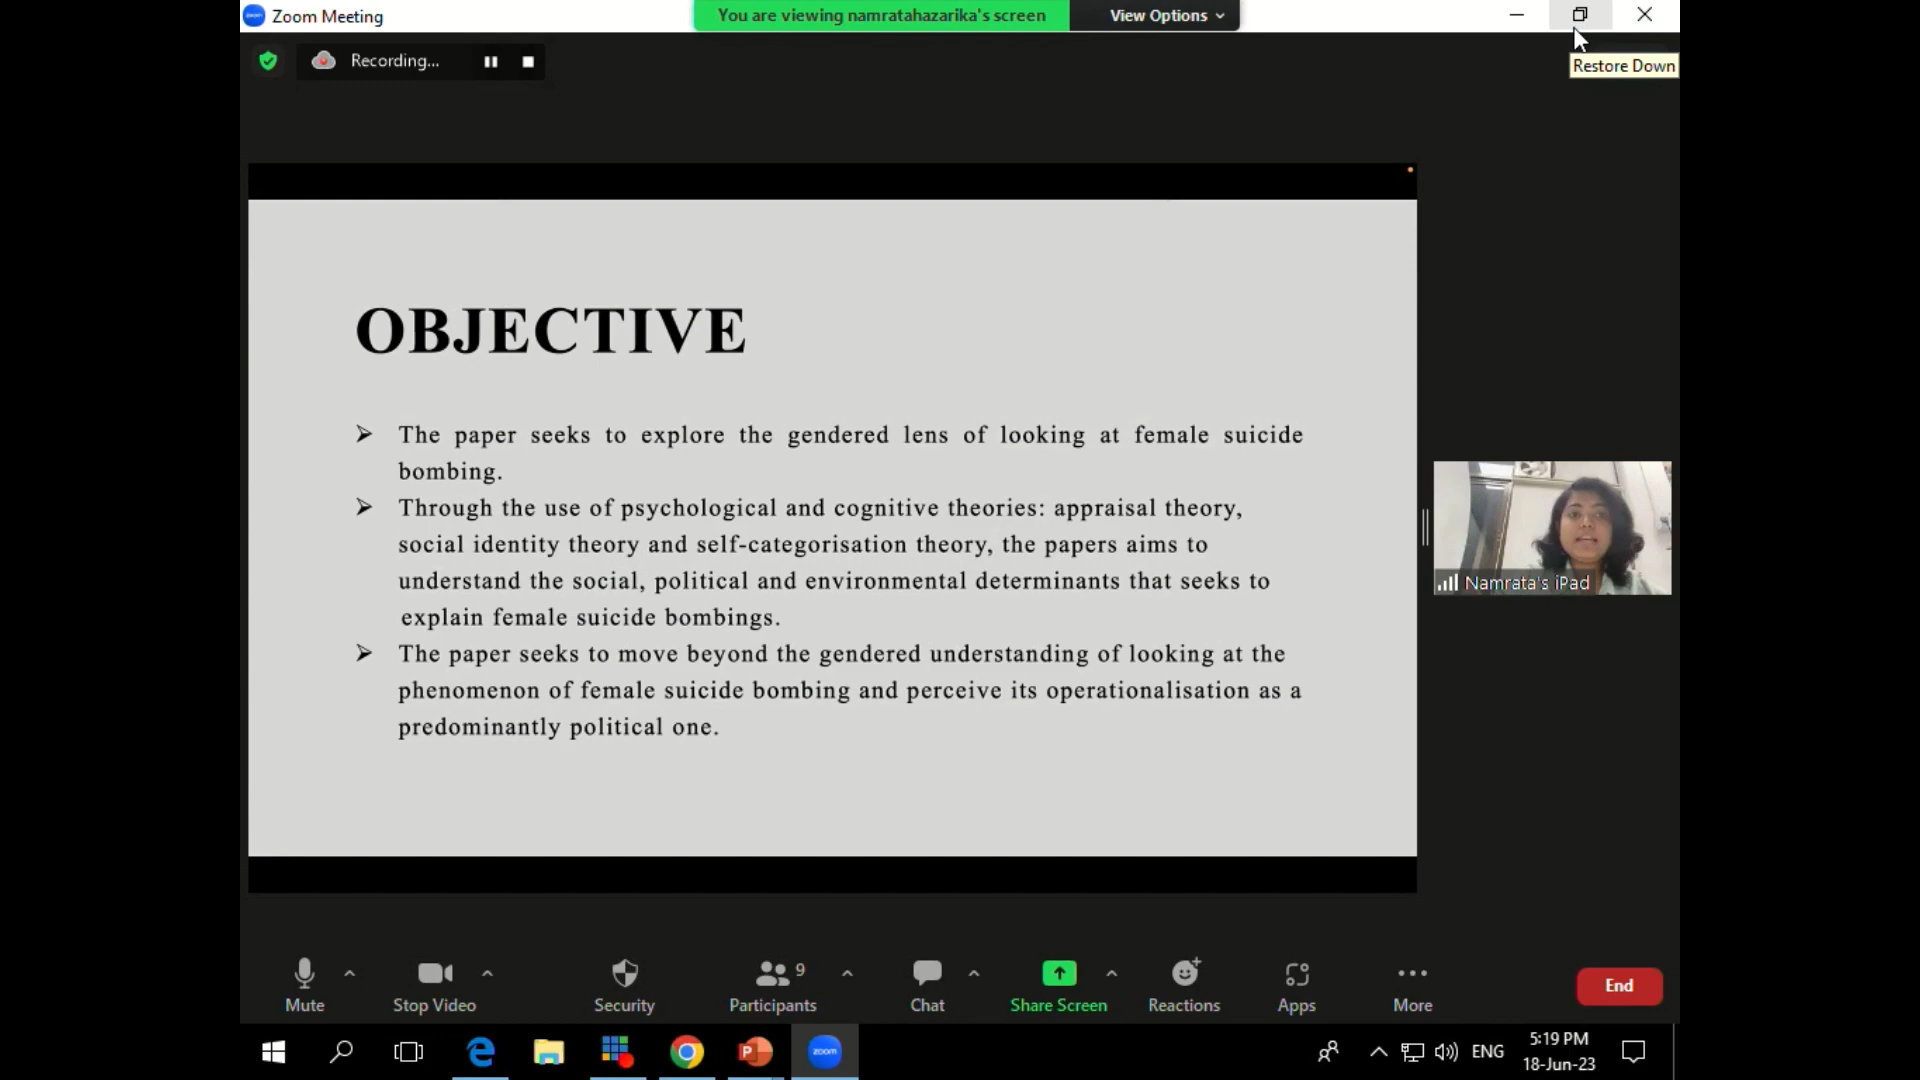 Zoom Meeting
You are viewing namratahazarika's screen
View Options
Recording...
Restore Down
OBJECTIVE
The paper seeks to explore the gendered lens of looking at female suicide
bombing.
Through the use of psychological and cognitive theories: appraisal theory,
social identity theory and self-categorisation theory, the papers aims to
understand the social, political and environmental determinants that seeks to
explain female suicide bombings.
The paper seeks to move beyond the gendered understanding of looking at the
phenomenon of female suicide bombing and perceive its operationalisation as a
predominantly political one.
Namrata's iPad
9
Mute
Stop Video
Security
Participants
Chat
Share Screen
Reactions
Apps
More
End
zoom
ENG
5:19 PM
18-Jun-23